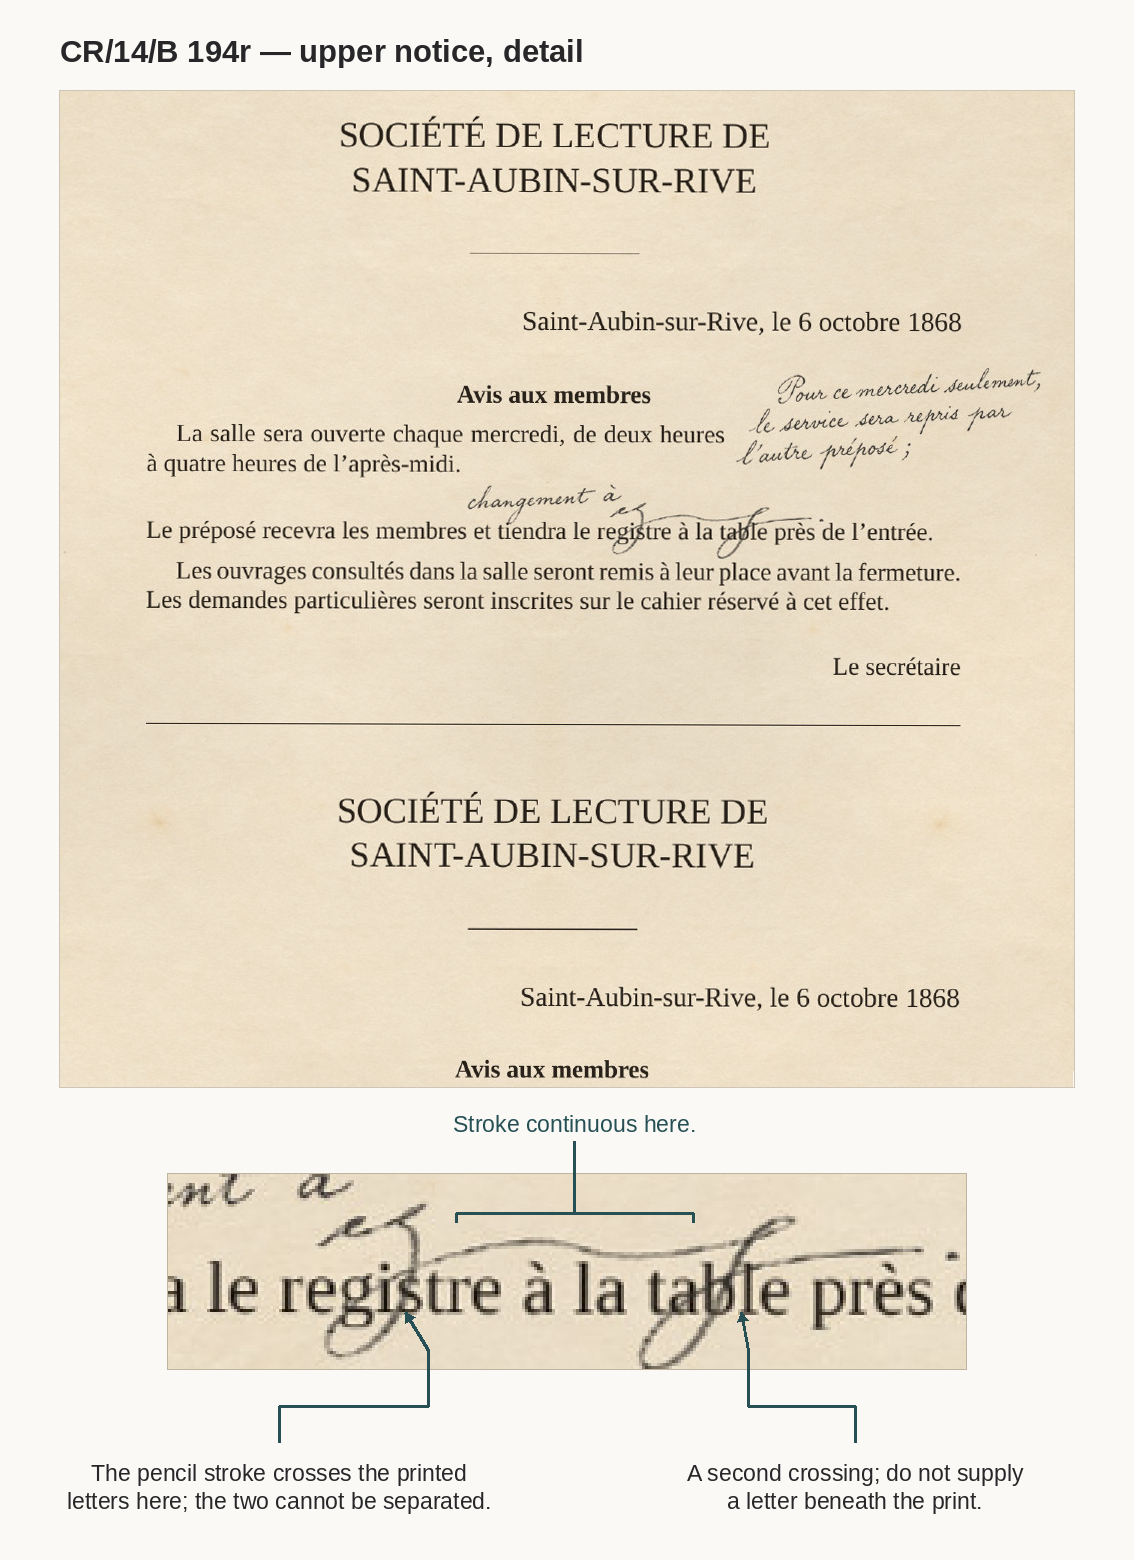 CR/14/B 194r — upper notice, detail
SOCIÉTÉ DE LECTURE DE
SAINT-AUBIN-SUR-RIVE
Saint-Aubin-sur-Rive, le 6 octobre 1868
Avis aux membres
Pour ce mercredi seulement,
le service sera repris par
l'autre préposé ;
La salle sera ouverte chaque mercredi, de deux heures
à quatre heures de l’après-midi.
changement à
Le préposé recevra les membres et tiendra le registre à la table près de l’entrée.
Les ouvrages consultés dans la salle seront remis à leur place avant la fermeture.
Les demandes particulières seront inscrites sur le cahier réservé à cet effet.
Le secrétaire
SOCIÉTÉ DE LECTURE DE
SAINT-AUBIN-SUR-RIVE
Saint-Aubin-sur-Rive, le 6 octobre 1868
Avis aux membres
Stroke continuous here.
à
le registre à la table près
The pencil stroke crosses the printed
letters here; the two cannot be separated.
A second crossing; do not supply
a letter beneath the print.